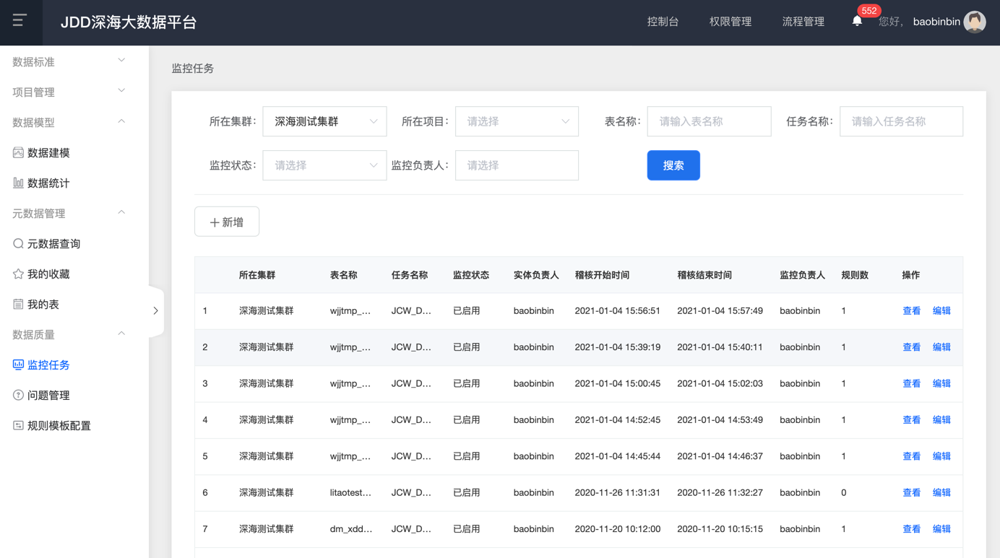 JDD深海大数据平台
控制台 权限管理 流程管理 552 您好, baobinbin
数据标准
项目管理
数据模型
数据建模
数据统计
元数据管理
元数据查询
我的收藏
我的表
数据质量
监控任务
问题管理
规则模板配置
监控任务
所在集群: 深海测试集群 所在项目: 请选择 表名称: 请输入表名称 任务名称: 请输入任务名称
监控状态: 请选择 监控负责人: 请选择 搜索
+ 新增
所在集群 表名称 任务名称 监控状态 实体负责人 稽核开始时间 稽核结束时间 监控负责人 规则数 操作
1 深海测试集群 wjjtmp_... JCW_D... 已启用 baobinbin 2021-01-04 15:56:51 2021-01-04 15:57:49 baobinbin 1 查看 编辑
2 深海测试集群 wjjtmp_... JCW_D... 已启用 baobinbin 2021-01-04 15:39:19 2021-01-04 15:40:11 baobinbin 1 查看 编辑
3 深海测试集群 wjjtmp_... JCW_D... 已启用 baobinbin 2021-01-04 15:00:45 2021-01-04 15:02:03 baobinbin 1 查看 编辑
4 深海测试集群 wjjtmp_... JCW_D... 已启用 baobinbin 2021-01-04 14:52:45 2021-01-04 14:53:49 baobinbin 1 查看 编辑
5 深海测试集群 wjjtmp_... JCW_D... 已启用 baobinbin 2021-01-04 14:45:44 2021-01-04 14:46:37 baobinbin 1 查看 编辑
6 深海测试集群 litaotest... JCW_D... 已启用 baobinbin 2020-11-26 11:31:31 2020-11-26 11:32:27 baobinbin 0 查看 编辑
7 深海测试集群 dm_xdd... JCW_D... 已启用 baobinbin 2020-11-20 10:12:00 2020-11-20 10:15:15 baobinbin 1 查看 编辑